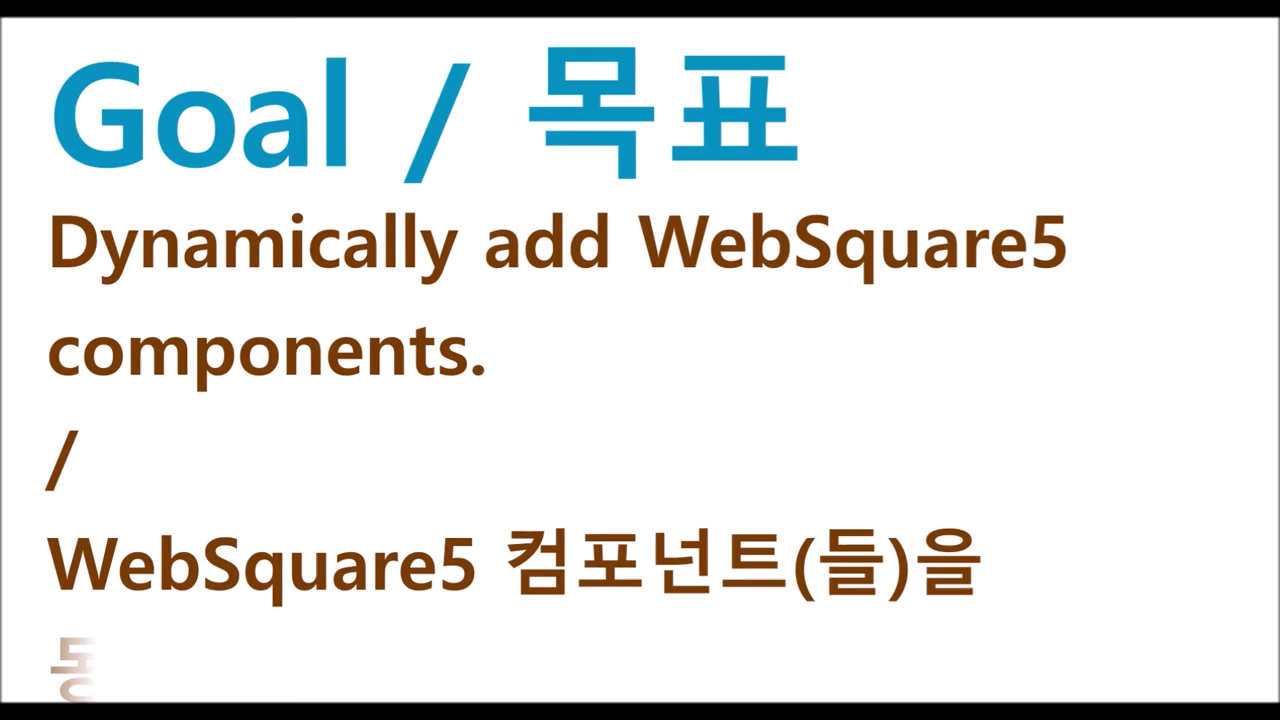 Goal / 목표
Dynamically add WebSquare5
components.
/
WebSquare5 컴포넌트(들)을